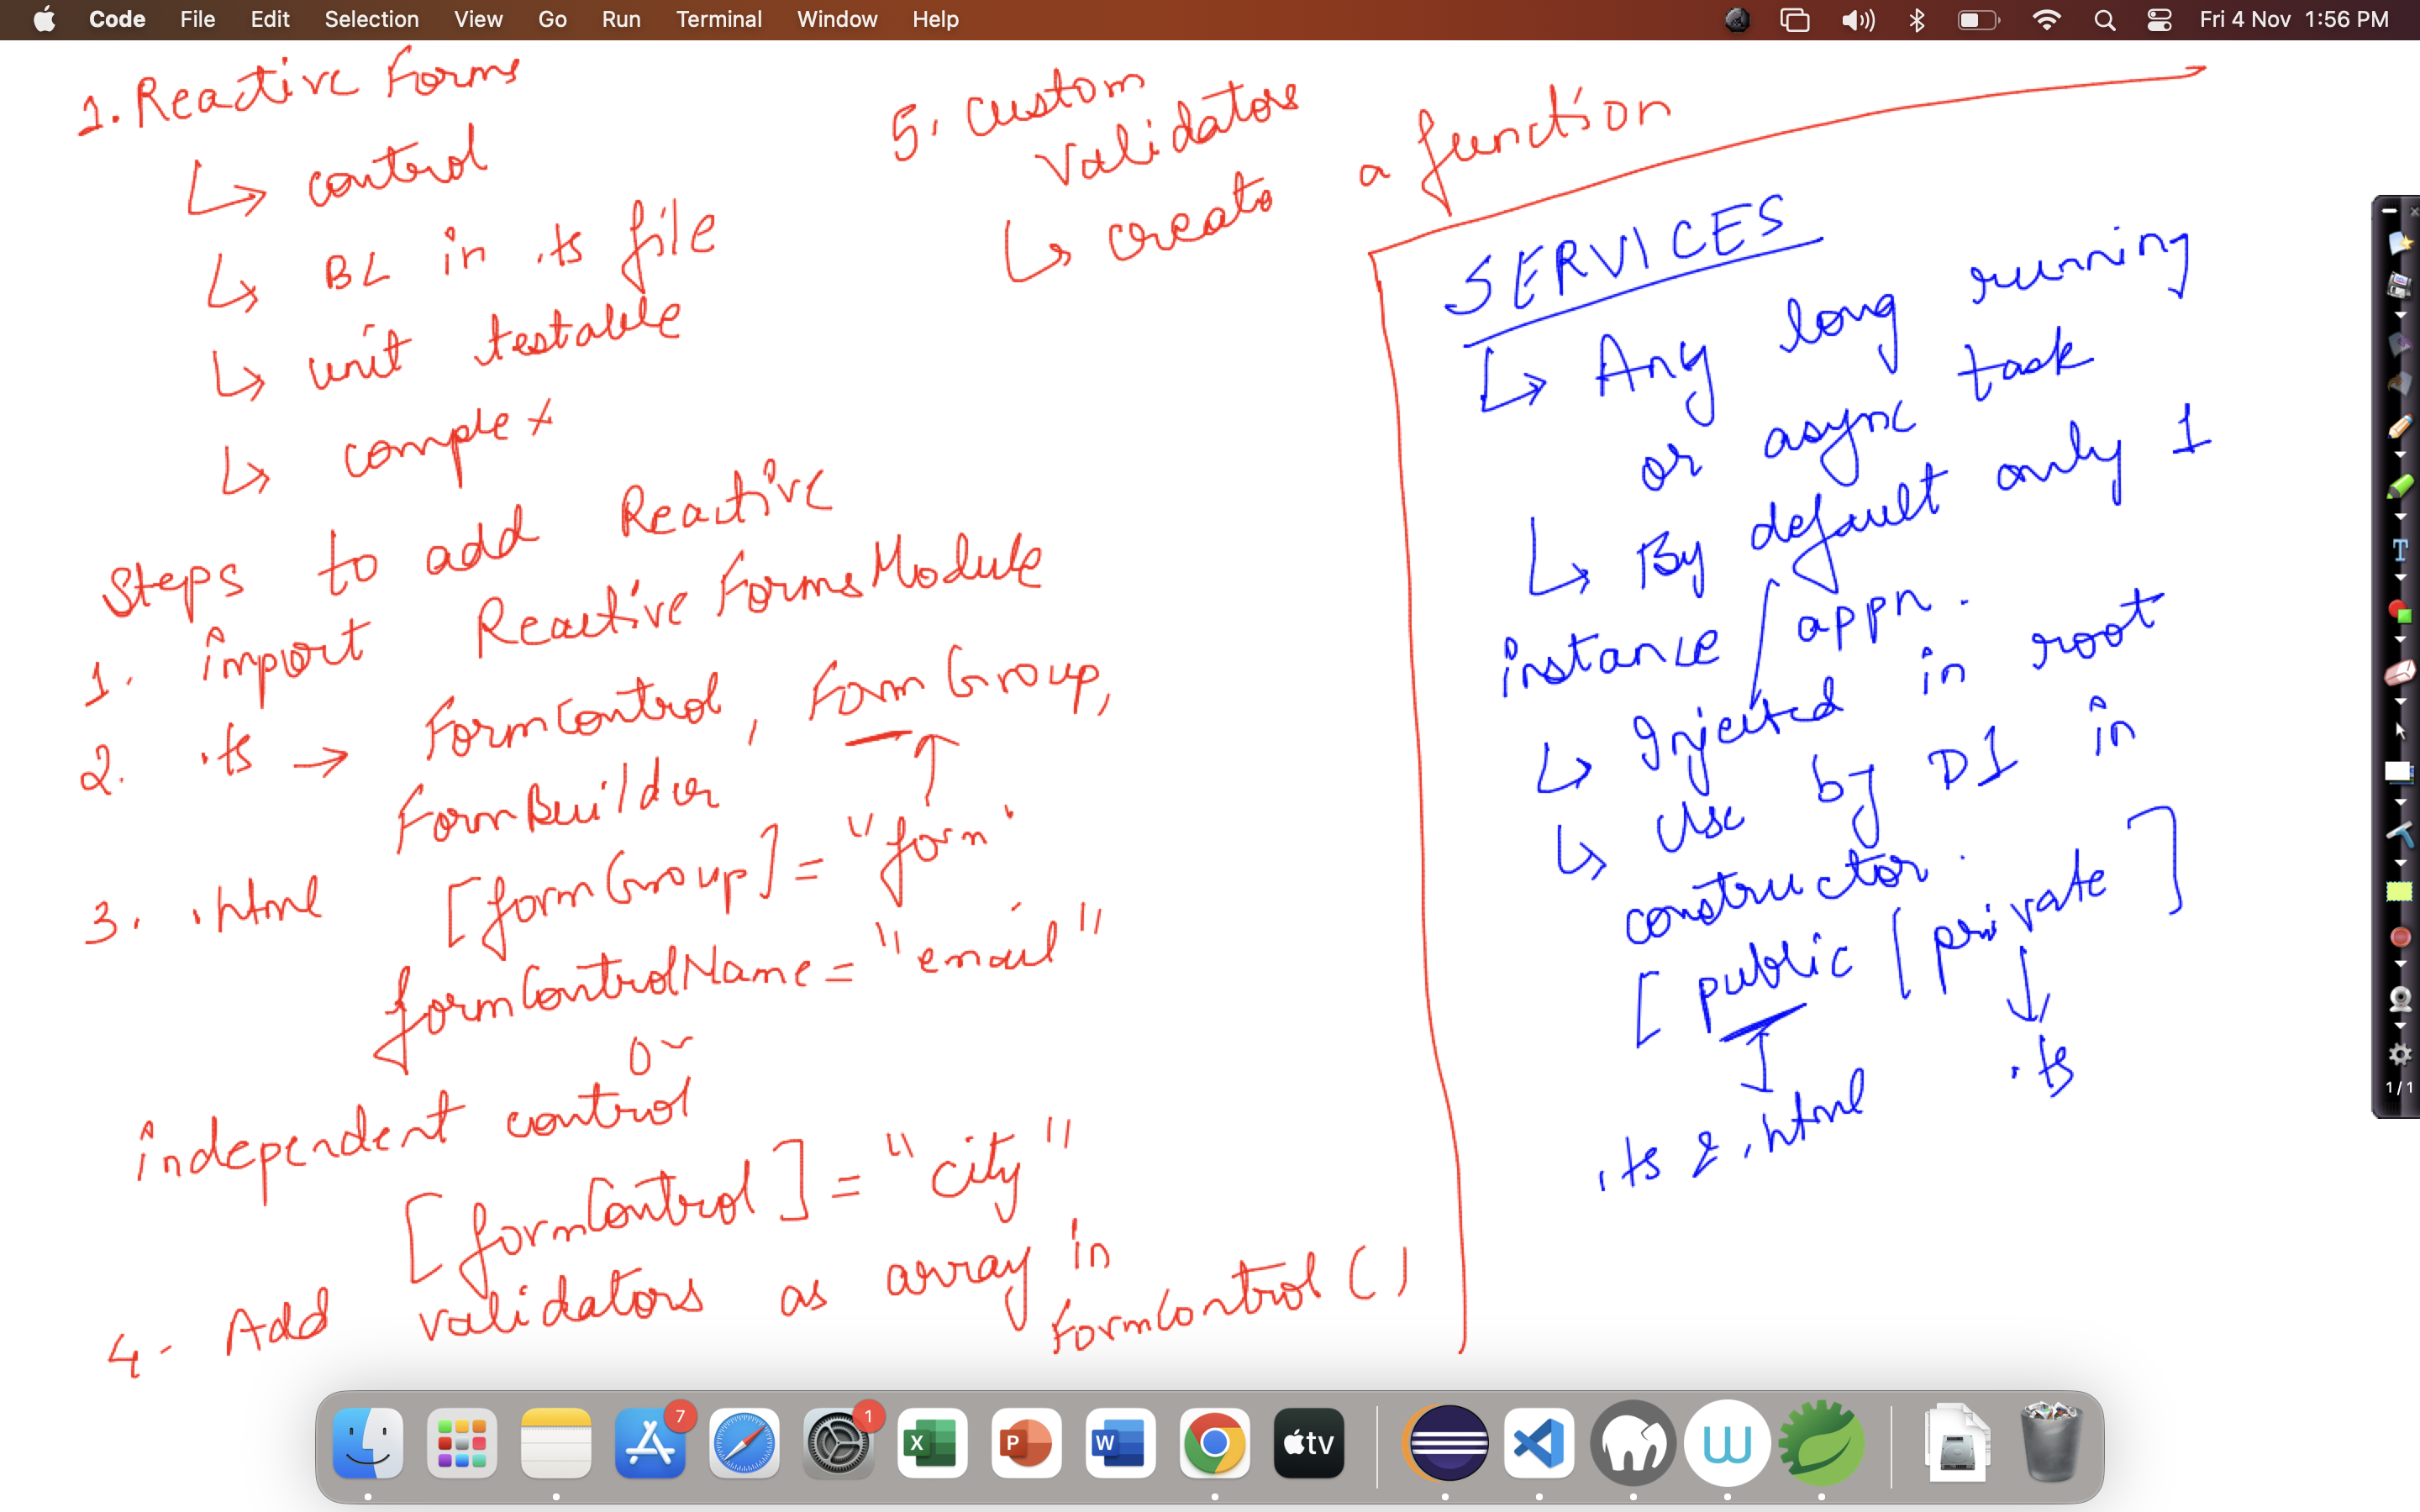 Code File Edit Selection View Go Run Terminal Window Help Fri 4 Nov 1:56 PM
1. Reactive Forms
↳ control
↳ BL in .ts file
↳ unit testable
↳ complex
Steps to add Reactive
1. import ReactiveFormsModule
2. .ts → FormControl, FormGroup,
FormBuilder
3. .html [formGroup] = "form"
formControlName = "email"
or
independent control
[formControl] = "city"
4. Add validators as array in
FormControl()
5. Custom
Validators
↳ create a function
SERVICES
↳ Any long running
or async task
↳ By default only 1
instance / appn.
↳ Injected in root
↳ Use by DI in
constructor.
[public | private]
.ts & .html .ts
T
1/1
7
1
X
P
W
tv
W